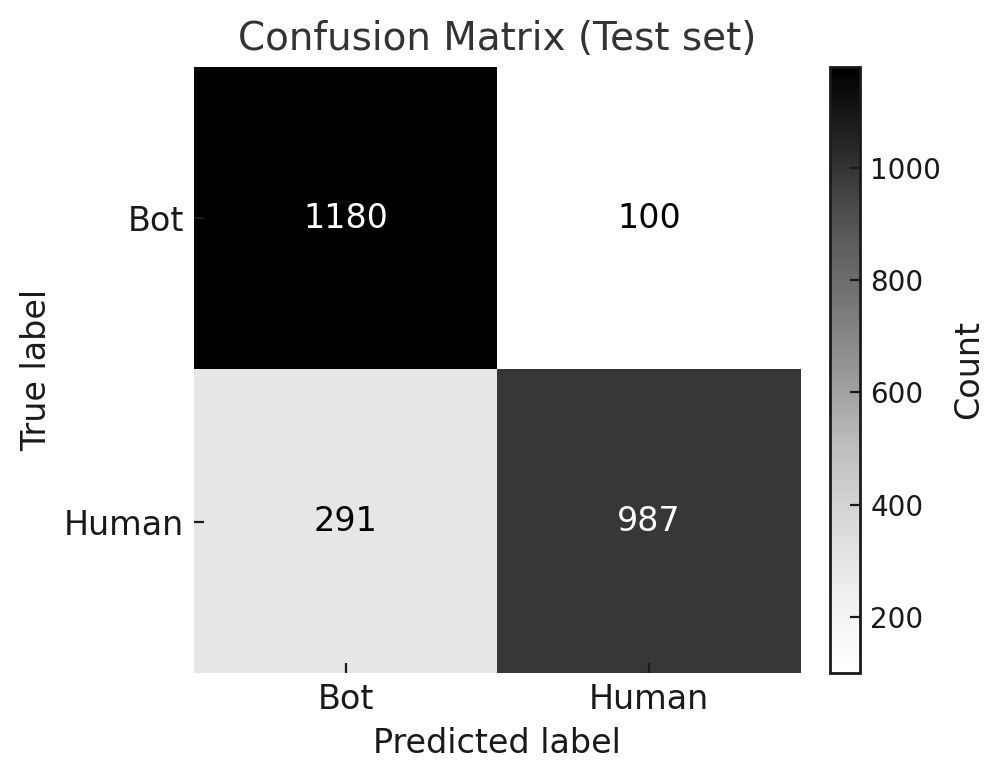 Confusion Matrix (Test set)
True label
Bot
1180
100
Human
291
987
Bot
Human
Predicted label
1000
800
600
400
200
Count